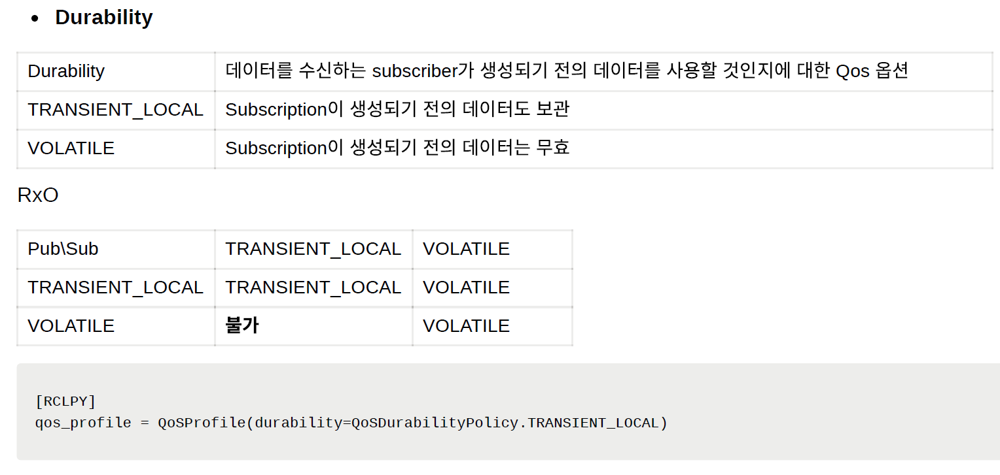 Durability
Durability 데이터를 수신하는 subscriber가 생성되기 전의 데이터를 사용할 것인지에 대한 Qos 옵션
TRANSIENT_LOCAL Subscription이 생성되기 전의 데이터도 보관
VOLATILE Subscription이 생성되기 전의 데이터는 무효
RxO
Pub\Sub TRANSIENT_LOCAL VOLATILE
TRANSIENT_LOCAL TRANSIENT_LOCAL VOLATILE
VOLATILE 불가 VOLATILE
[RCLPY]
qos_profile = QoSProfile(durability=QoSDurabilityPolicy.TRANSIENT_LOCAL)